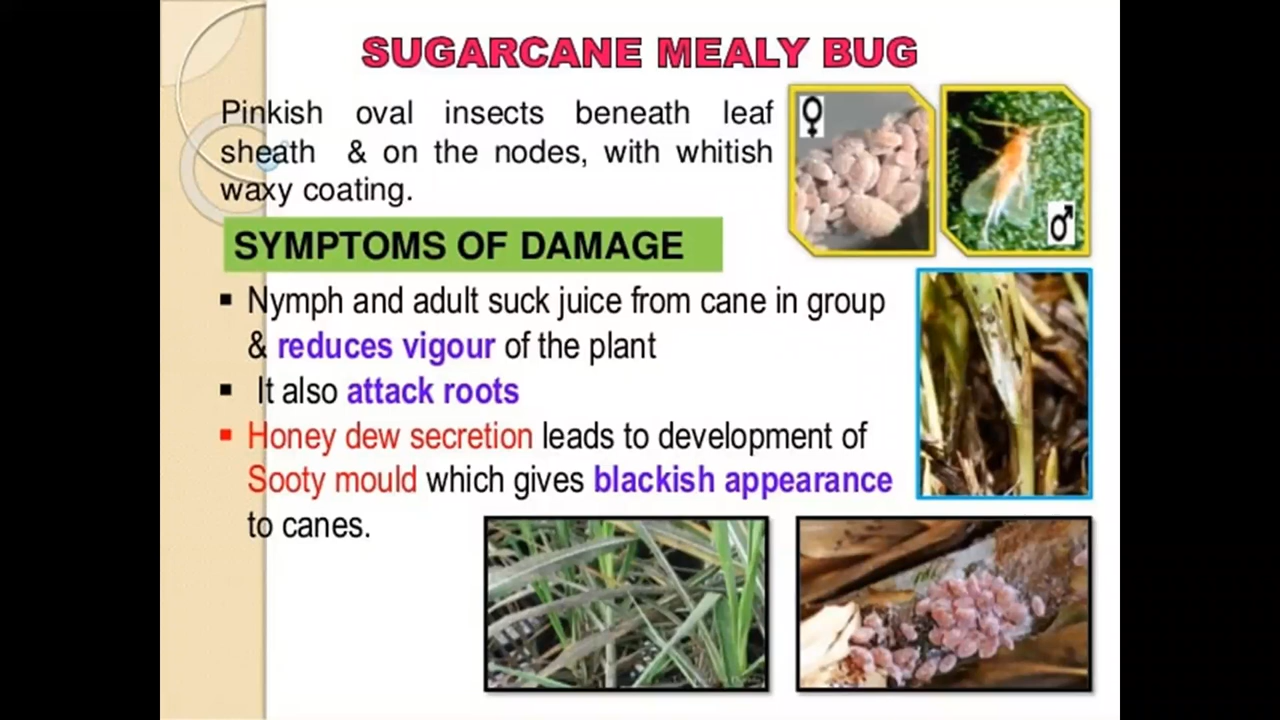 SUGARCANE MEALY BUG
Pinkish oval insects beneath leaf
sheath & on the nodes, with whitish
waxy coating.
SYMPTOMS OF DAMAGE
▪ Nymph and adult suck juice from cane in group
& reduces vigour of the plant
▪ It also attack roots
▪ Honey dew secretion leads to development of
Sooty mould which gives blackish appearance
to canes.